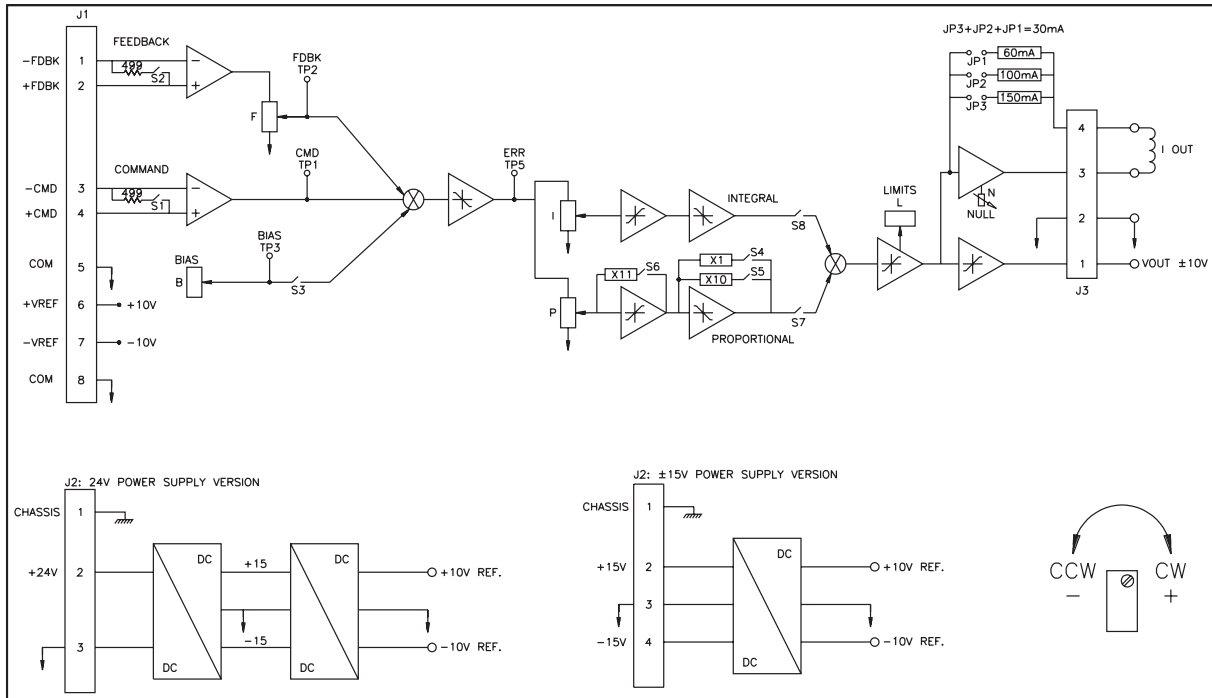 J1
FEEDBACK
-FDBK 1
499
S2
+FDBK 2
FDBK
TP2
F
COMMAND
-CMD 3
499
S1
+CMD 4
CMD
TP1
BIAS
TP3
BIAS
B
S3
COM 5
+VREF 6 +10V
-VREF 7 -10V
COM 8
ERR
TP5
I
INTEGRAL
S8
P
X11 S6
X1 S4
X10 S5
S7
PROPORTIONAL
LIMITS
L
JP3+JP2+JP1=30mA
JP1 60mA
JP2 100mA
JP3 150mA
N
NULL
4
3
2
1
J3
I OUT
VOUT ±10V
J2: 24V POWER SUPPLY VERSION
CHASSIS 1
+24V 2
3
DC
DC
+15
-15
DC
DC
+10V REF.
-10V REF.
J2: ±15V POWER SUPPLY VERSION
CHASSIS 1
+15V 2
3
-15V 4
DC
DC
+10V REF.
-10V REF.
CCW CW
- +